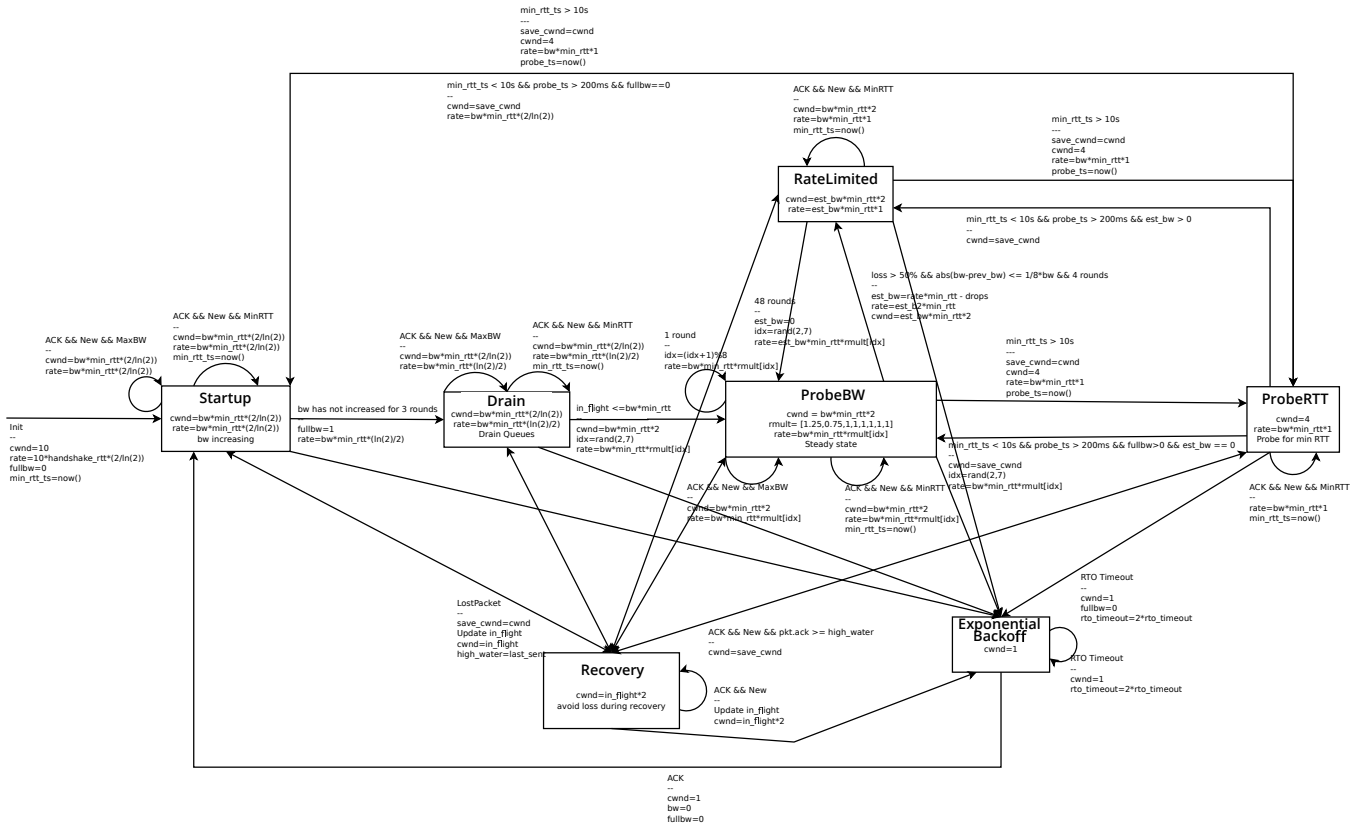 min_rtt_ts > 10s
---
save_cwnd=cwnd
cwnd=4
rate=bw*min_rtt*1
probe_ts=now()
min_rtt_ts < 10s && probe_ts > 200ms && fullbw==0
--
cwnd=save_cwnd
rate=bw*min_rtt*(2/ln(2))
ACK && New && MinRTT
--
cwnd=bw*min_rtt*2
rate=bw*min_rtt*1
min_rtt_ts=now()
min_rtt_ts > 10s
---
save_cwnd=cwnd
cwnd=4
rate=bw*min_rtt*1
probe_ts=now()
RateLimited
cwnd=est_bw*min_rtt*2
rate=est_bw*min_rtt*1
min_rtt_ts < 10s && probe_ts > 200ms && est_bw > 0
--
cwnd=save_cwnd
loss > 50% && abs(bw-prev_bw) <= 1/8*bw && 4 rounds
--
est_bw=rate*min_rtt - drops
rate=est_b2*min_rtt
cwnd=est_bw*min_rtt*2
48 rounds
--
est_bw=0
idx=rand(2,7)
rate=est_bw*min_rtt*rmult[idx]
ACK && New && MaxBW
--
cwnd=bw*min_rtt*(2/ln(2))
rate=bw*min_rtt*(2/ln(2))
ACK && New && MinRTT
--
cwnd=bw*min_rtt*(2/ln(2))
rate=bw*min_rtt*(2/ln(2))
min_rtt_ts=now()
ACK && New && MaxBW
--
cwnd=bw*min_rtt*(2/ln(2))
rate=bw*min_rtt*(ln(2)/2)
ACK && New && MinRTT
--
cwnd=bw*min_rtt*(2/ln(2))
rate=bw*min_rtt*(ln(2)/2)
min_rtt_ts=now()
1 round
--
idx=(idx+1)%8
rate=bw*min_rtt*rmult[idx]
min_rtt_ts > 10s
---
save_cwnd=cwnd
cwnd=4
rate=bw*min_rtt*1
probe_ts=now()
Startup
cwnd=bw*min_rtt*(2/ln(2))
rate=bw*min_rtt*(2/ln(2))
bw increasing
Init
--
cwnd=10
rate=10*handshake_rtt*(2/ln(2))
fullbw=0
min_rtt_ts=now()
bw has not increased for 3 rounds
--
fullbw=1
rate=bw*min_rtt*(ln(2)/2)
Drain
cwnd=bw*min_rtt*(2/ln(2))
rate=bw*min_rtt*(ln(2)/2)
Drain Queues
in_flight <=bw*min_rtt
--
cwnd=bw*min_rtt*2
idx=rand(2,7)
rate=bw*min_rtt*rmult[idx]
ProbeBW
cwnd = bw*min_rtt*2
rmult= [1.25,0.75,1,1,1,1,1,1]
rate=bw*min_rtt*rmult[idx]
Steady state
ProbeRTT
cwnd=4
rate=bw*min_rtt*1
Probe for min RTT
min_rtt_ts < 10s && probe_ts > 200ms && fullbw>0 && est_bw == 0
--
cwnd=save_cwnd
idx=rand(2,7)
rate=bw*min_rtt*rmult[idx]
ACK && New && MaxBW
--
cwnd=bw*min_rtt*2
rate=bw*min_rtt*rmult[idx]
ACK && New && MinRTT
--
cwnd=bw*min_rtt*2
rate=bw*min_rtt*rmult[idx]
min_rtt_ts=now()
ACK && New && MinRTT
--
rate=bw*min_rtt*1
min_rtt_ts=now()
RTO Timeout
--
cwnd=1
fullbw=0
rto_timeout=2*rto_timeout
LostPacket
--
save_cwnd=cwnd
Update in_flight
cwnd=in_flight
high_water=last_sent
ACK && New && pkt.ack >= high_water
--
cwnd=save_cwnd
Exponential
Backoff
cwnd=1
RTO Timeout
--
cwnd=1
rto_timeout=2*rto_timeout
Recovery
cwnd=in_flight*2
avoid loss during recovery
ACK && New
--
Update in_flight
cwnd=in_flight*2
ACK
--
cwnd=1
bw=0
fullbw=0